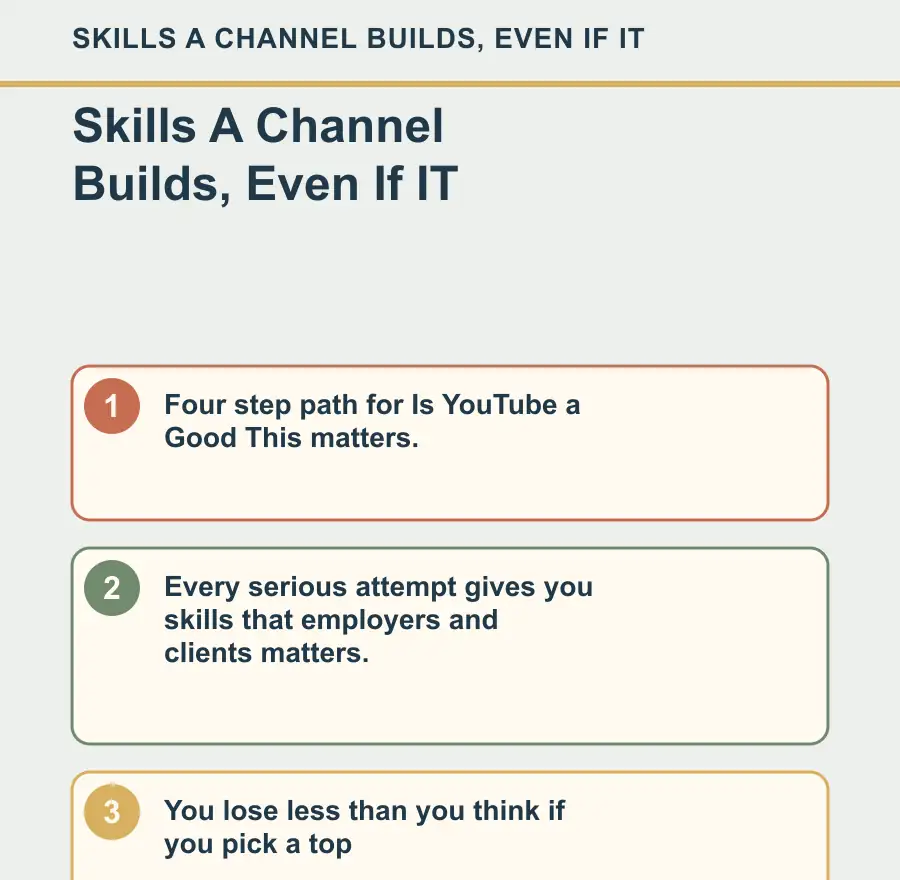 SKILLS A CHANNEL BUILDS, EVEN IF IT
Skills A Channel
Builds, Even If IT
1
Four step path for Is YouTube a
Good This matters.
2
Every serious attempt gives you
skills that employers and
clients matters.
3
You lose less than you think if
you pick a top